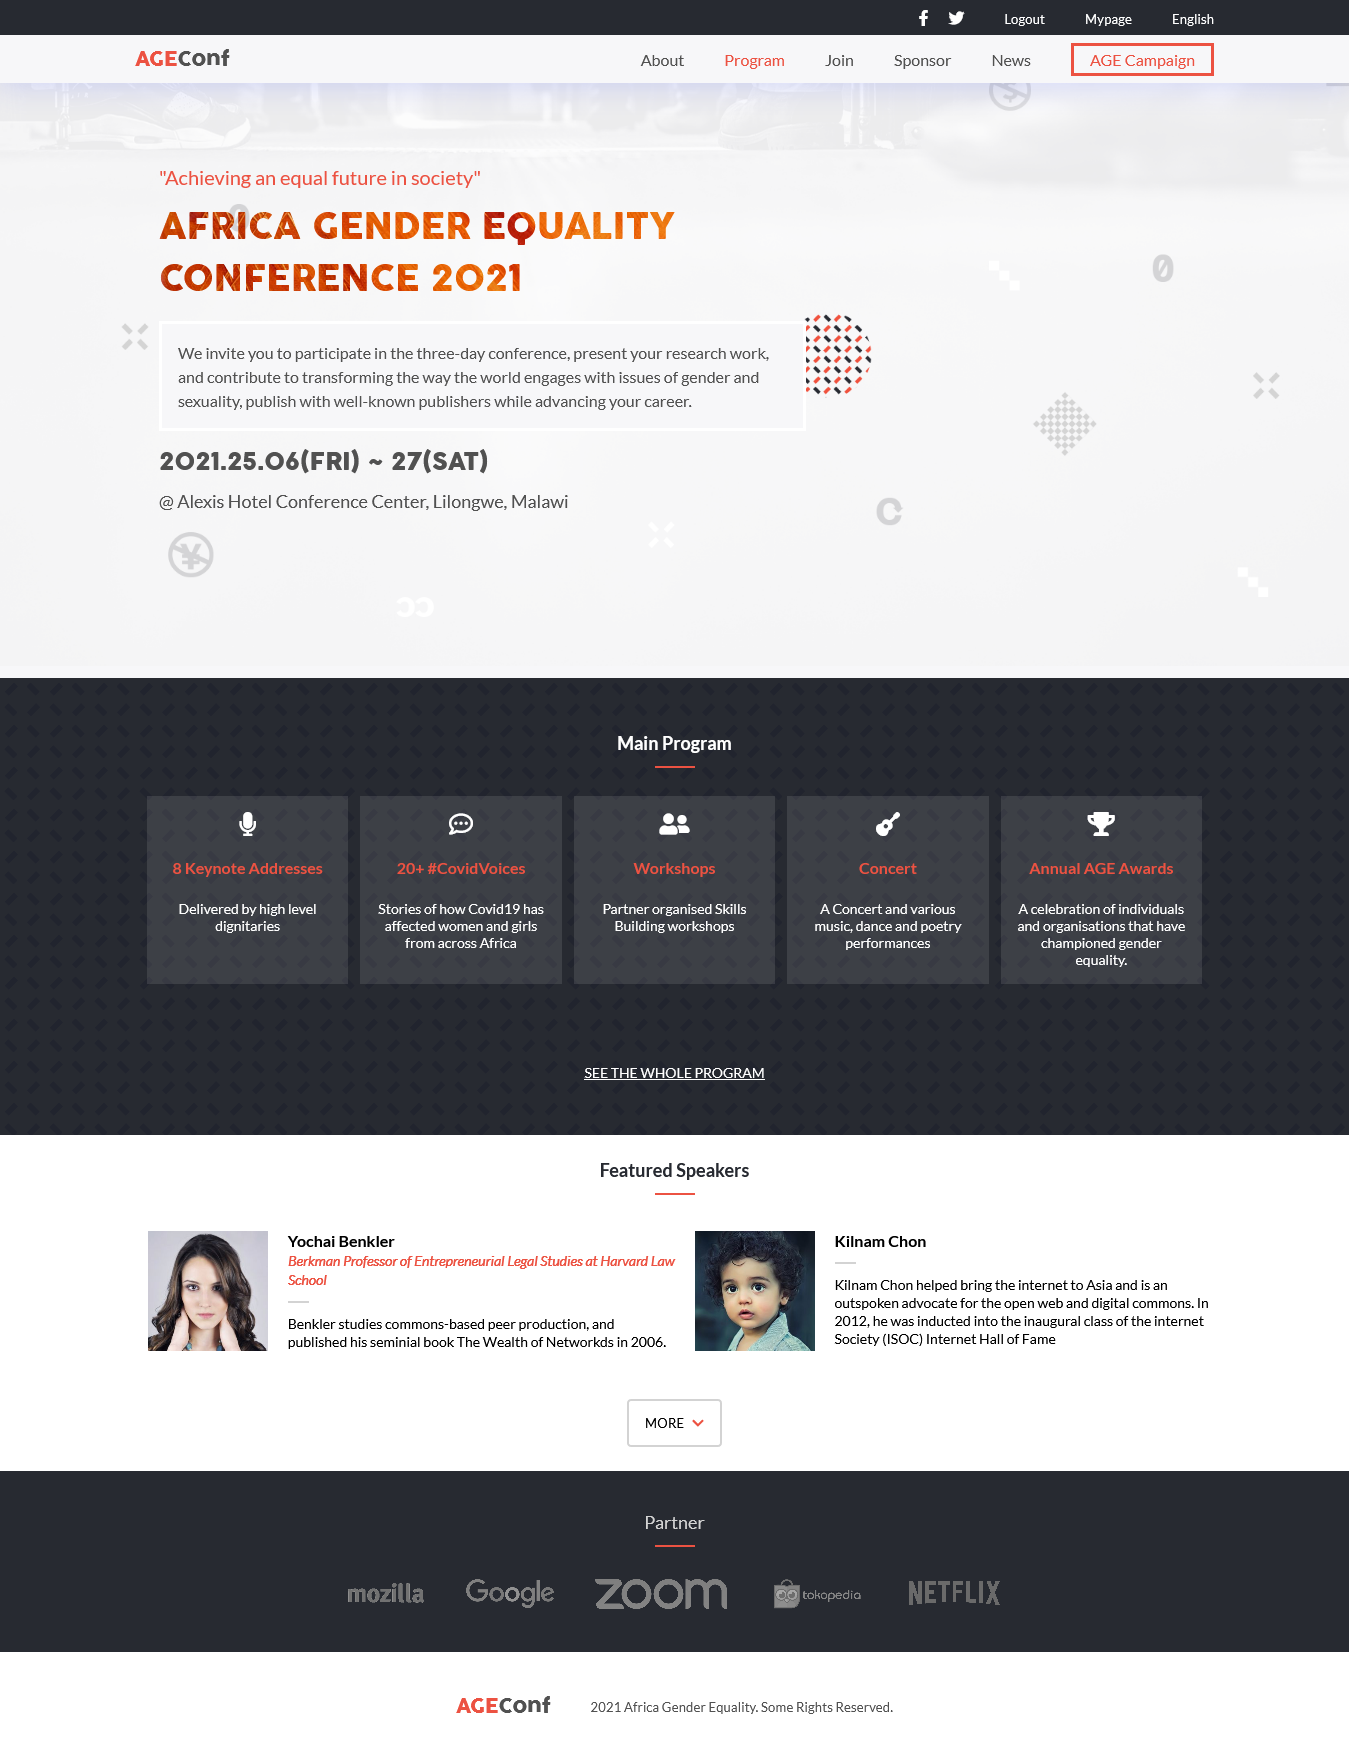 Logout Mypage English
AGEConf About Program Join Sponsor News AGE Campaign
"Achieving an equal future in society"
AFRICA GENDER EQUALITY
CONFERENCE 2021
We invite you to participate in the three-day conference, present your research work,
and contribute to transforming the way the world engages with issues of gender and
sexuality, publish with well-known publishers while advancing your career.
2021.25.06(FRI) ~ 27(SAT)
@ Alexis Hotel Conference Center, Lilongwe, Malawi
Main Program
8 Keynote Addresses
Delivered by high level
dignitaries
20+ #CovidVoices
Stories of how Covid19 has
affected women and girls
from across Africa
Workshops
Partner organised Skills
Building workshops
Concert
A Concert and various
music, dance and poetry
performances
Annual AGE Awards
A celebration of individuals
and organisations that have
championed gender
equality.
SEE THE WHOLE PROGRAM
Featured Speakers
Yochai Benkler
Berkman Professor of Entrepreneurial Legal Studies at Harvard Law
School
Benkler studies commons-based peer production, and
published his seminial book The Wealth of Networkds in 2006.
Kilnam Chon
Kilnam Chon helped bring the internet to Asia and is an
outspoken advocate for the open web and digital commons. In
2012, he was inducted into the inaugural class of the internet
Society (ISOC) Internet Hall of Fame
MORE
Partner
mozilla Google zoom tokopedia NETFLIX
AGEConf 2021 Africa Gender Equality. Some Rights Reserved.